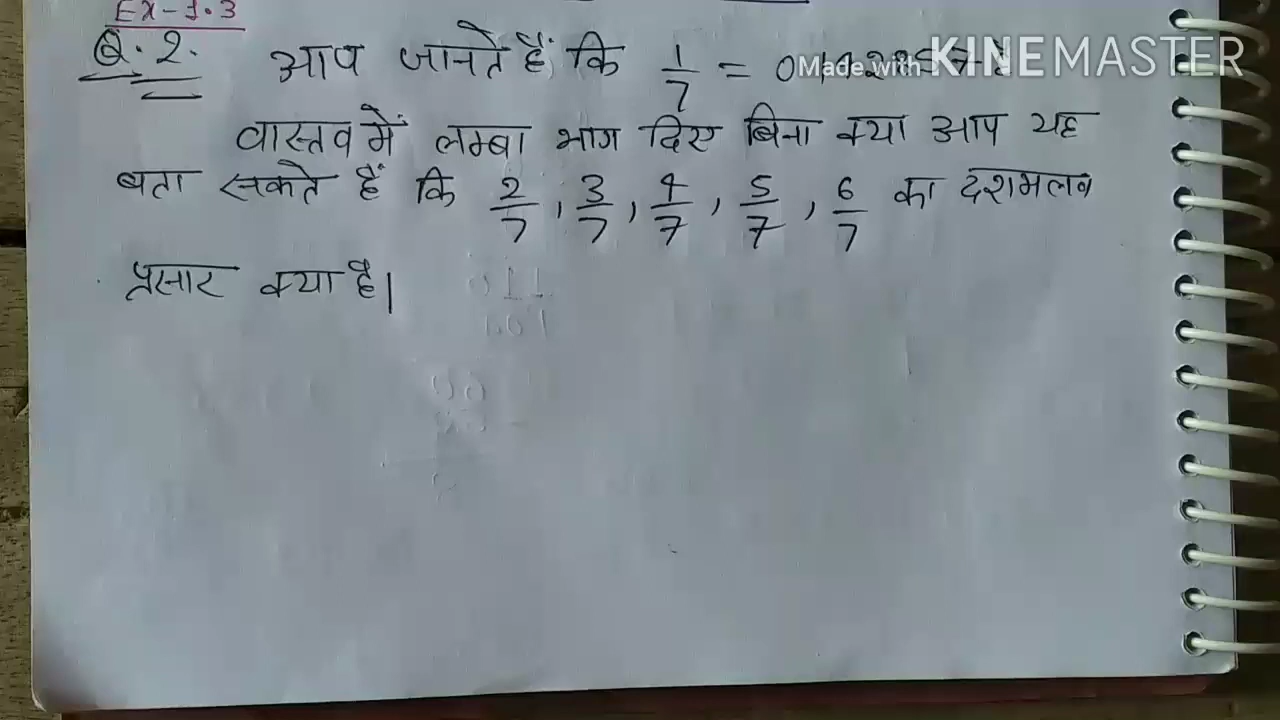 Ex-1.3
Q. 2. आप जानते हैं कि 1/7 =
Made with KINEMASTER
वास्तव में लम्बा भाग दिए बिना क्या आप यह
बता सकते हैं कि 2/7, 3/7, 4/7, 5/7, 6/7 का दशमलव
प्रसार क्या है।